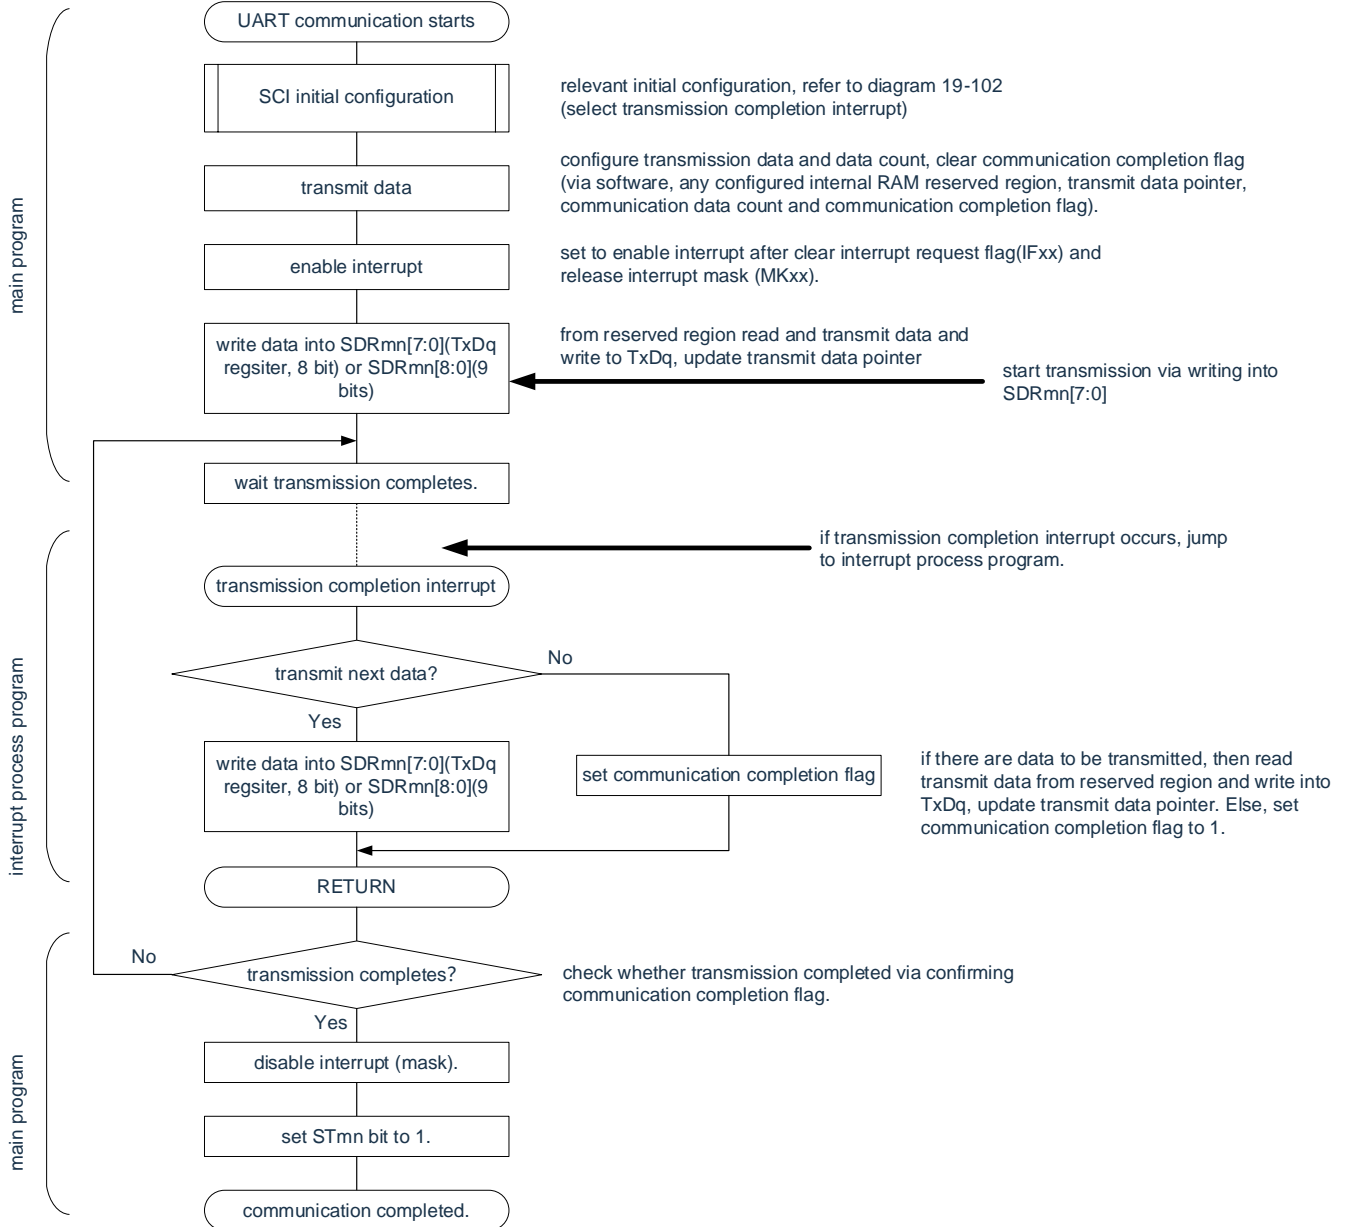 UART communication starts
SCI initial configuration
relevant initial configuration, refer to diagram 19-102
(select transmission completion interrupt)
transmit data
configure transmission data and data count, clear communication completion flag
(via software, any configured internal RAM reserved region, transmit data pointer,
communication data count and communication completion flag).
main program
enable interrupt
set to enable interrupt after clear interrupt request flag(IFxx) and
release interrupt mask (MKxx).
write data into SDRmn[7:0](TxDq
regsiter, 8 bit) or SDRmn[8:0](9
bits)
from reserved region read and transmit data and
write to TxDq, update transmit data pointer
start transmission via writing into
SDRmn[7:0]
wait transmission completes.
if transmission completion interrupt occurs, jump
to interrupt process program.
transmission completion interrupt
transmit next data?
No
Yes
interrupt process program
write data into SDRmn[7:0](TxDq
regsiter, 8 bit) or SDRmn[8:0](9
bits)
set communication completion flag
if there are data to be transmitted, then read
transmit data from reserved region and write into
TxDq, update transmit data pointer. Else, set
communication completion flag to 1.
RETURN
No
transmission completes?
check whether transmission completed via confirming
communication completion flag.
Yes
main program
disable interrupt (mask).
set STmn bit to 1.
communication completed.